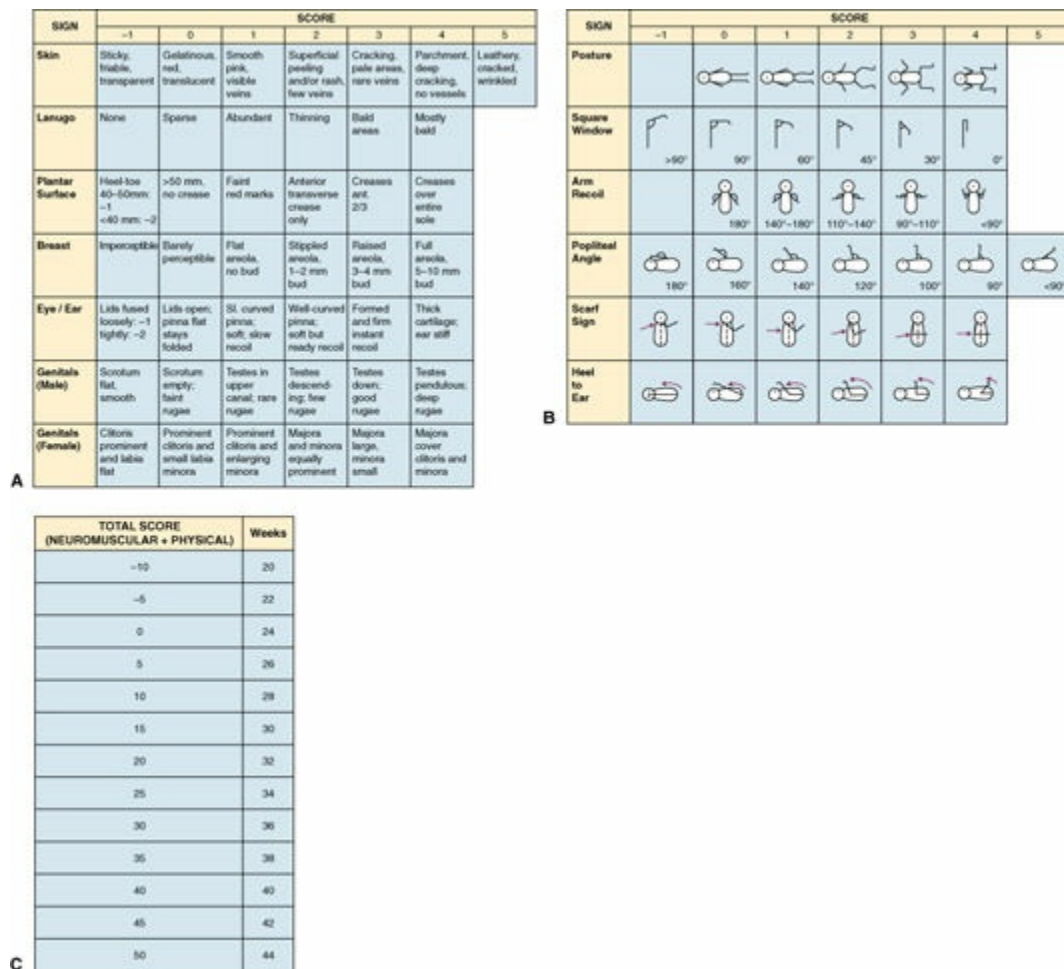 SIGN
SCORE
–1 0 1 2 3 4 5
Skin
Sticky,
friable,
transparent
Gelatinous,
red,
translucent
Smooth
pink,
visible
veins
Superficial
peeling
and/or rash,
few veins
Cracking,
pale areas,
rare veins
Parchment,
deep
cracking,
no vessels
Leathery,
cracked,
wrinkled
Lanugo
None
Sparse
Abundant
Thinning
Bald
areas
Mostly
bald
Plantar
Surface
Heel-toe
40–50mm:
–1
<40 mm: –2
>50 mm,
no crease
Faint
red marks
Anterior
transverse
crease
only
Creases
ant.
2/3
Creases
over
entire
sole
Breast
Imperceptible
Barely
perceptible
Flat
areola,
no bud
Stippled
areola,
1–2 mm
bud
Raised
areola,
3–4 mm
bud
Full
areola,
5–10 mm
bud
Eye / Ear
Lids fused
loosely: –1
tightly: –2
Lids open;
pinna flat
stays
folded
Sl. curved
pinna;
soft; slow
recoil
Well-curved
pinna;
soft but
ready recoil
Formed
and firm
instant
recoil
Thick
cartilage;
ear stiff
Genitals
(Male)
Scrotum
flat,
smooth
Scrotum
empty;
faint
rugae
Testes in
upper
canal; rare
rugae
Testes
descend-
ing; few
rugae
Testes
down;
good
rugae
Testes
pendulous;
deep
rugae
Genitals
(Female)
Clitoris
prominent
and labia
flat
Prominent
clitoris and
small labia
minora
Prominent
clitoris and
enlarging
minora
Majora
and minora
equally
prominent
Majora
large,
minora
small
Majora
cover
clitoris and
minora
A
SIGN
SCORE
–1 0 1 2 3 4 5
Posture
Square
Window
>90° 90° 60° 45° 30° 0°
Arm
Recoil
180° 140°–180° 110°–140° 90°–110° <90°
Popliteal
Angle
180° 160° 140° 120° 100° 90° <90°
Scarf
Sign
Heel
to
Ear
B
TOTAL SCORE
(NEUROMUSCULAR + PHYSICAL)
Weeks
–10 20
–5 22
0 24
5 26
10 28
15 30
20 32
25 34
30 36
35 38
40 40
45 42
50 44
C